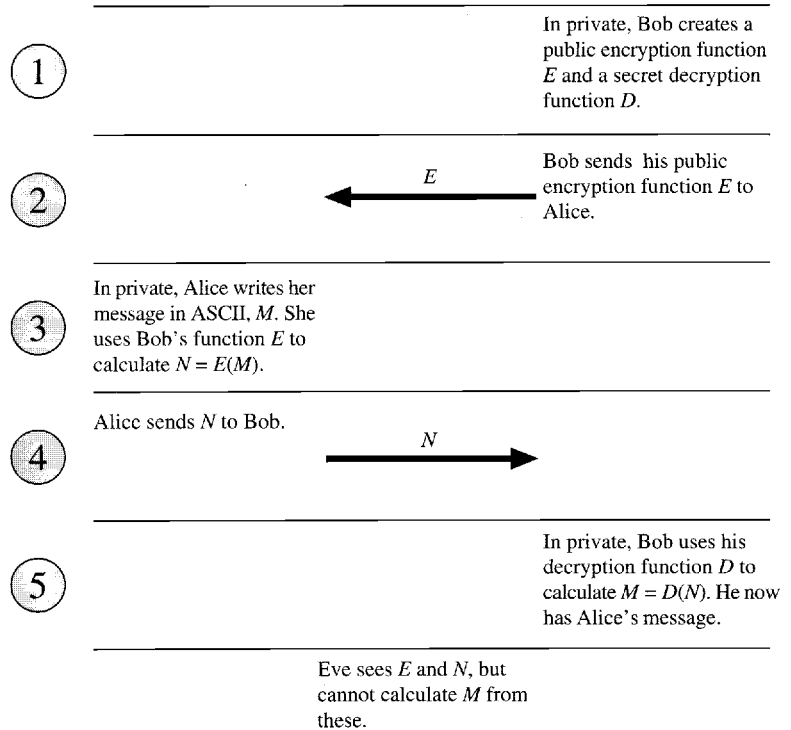 1
In private, Bob creates a
public encryption function
E and a secret decryption
function D.
2
E
Bob sends his public
encryption function E to
Alice.
3
In private, Alice writes her
message in ASCII, M. She
uses Bob's function E to
calculate N = E(M).
4
Alice sends N to Bob.
N
5
In private, Bob uses his
decryption function D to
calculate M = D(N). He now
has Alice's message.
Eve sees E and N, but
cannot calculate M from
these.